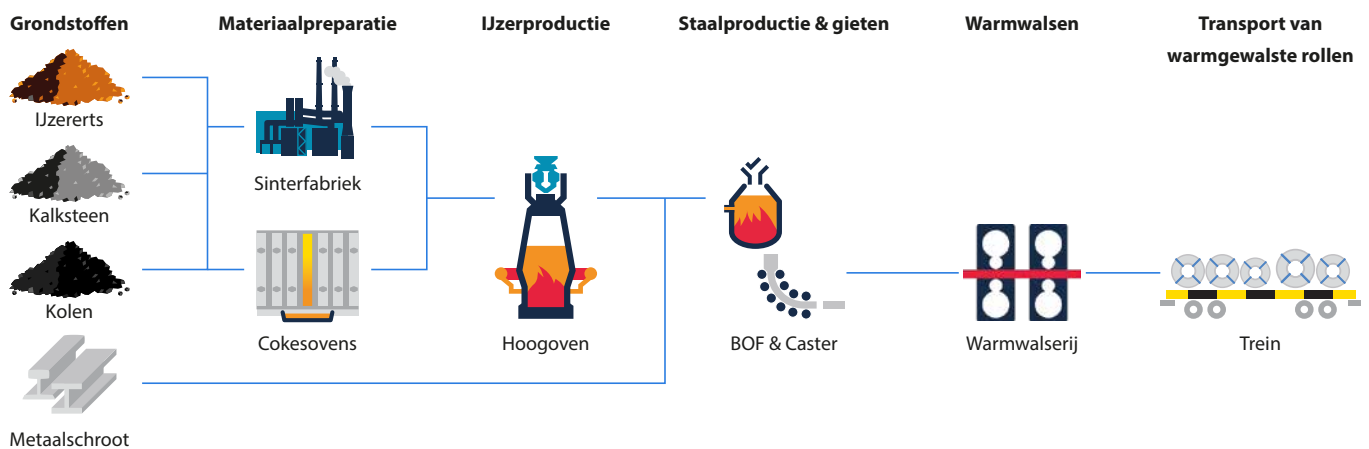 Grondstoffen
Materiaalpreparatie
IJzerproductie
Staalproductie & gieten
Warmwalsen
Transport van
warmgewalste rollen
IJzererts
Kalksteen
Kolen
Metaalschroot
Sinterfabriek
Cokesovens
Hoogoven
BOF & Caster
Warmwalserij
Trein